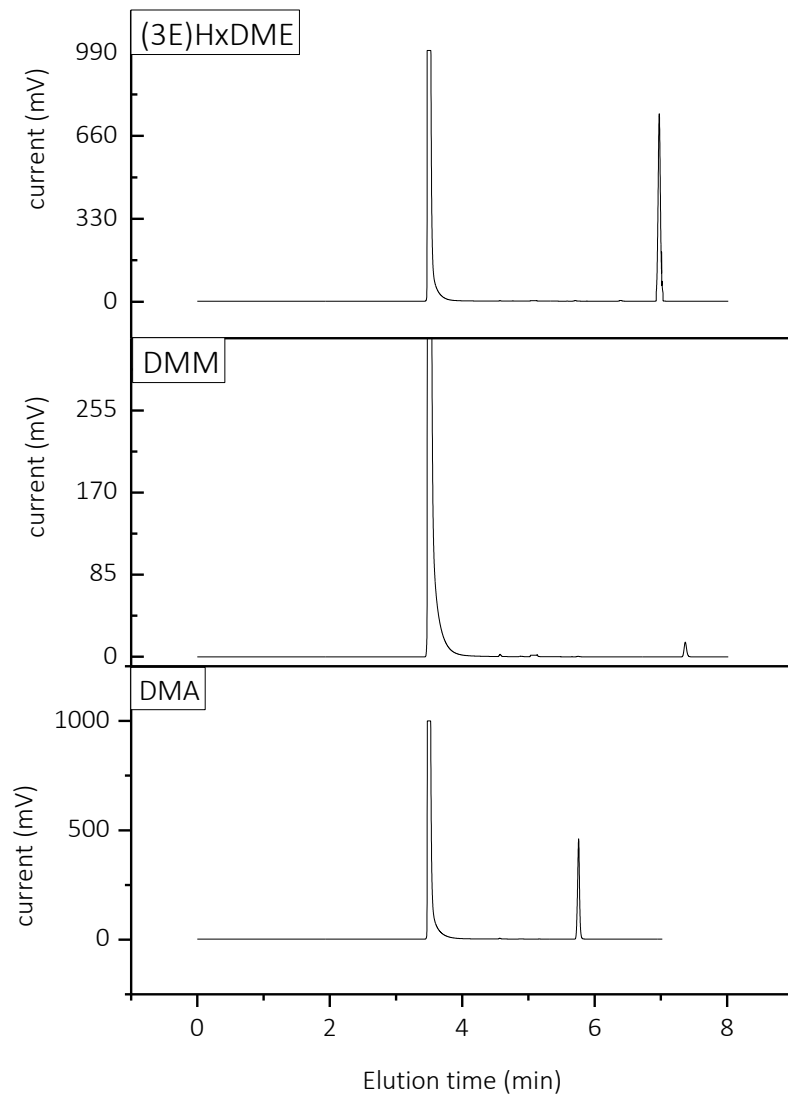 (3E)HxDME
990
660
330
0
current (mV)
DMM
255
170
85
0
current (mV)
DMA
1000
500
0
current (mV)
0 2 4 6 8
Elution time (min)